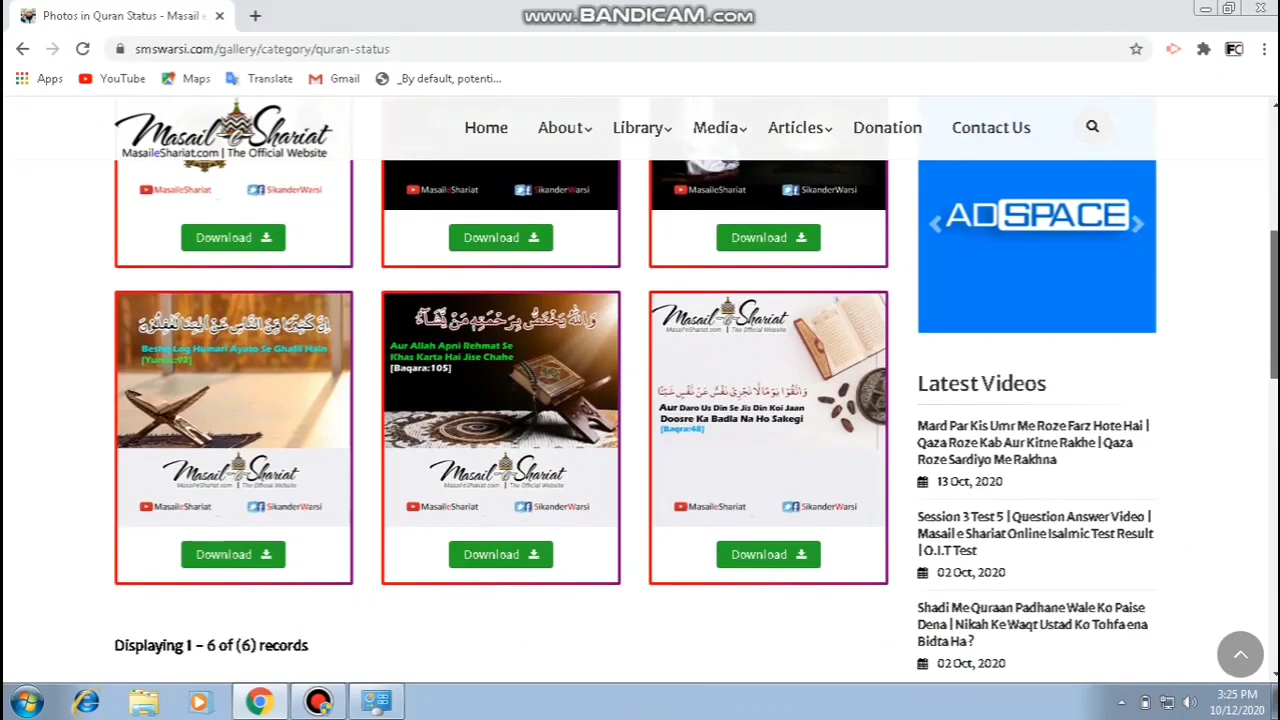 Photos in Quran Status - Masail e
WWW.BANDICAM.COM
smswarsi.com/gallery/category/quran-status
Apps
YouTube
Maps
Translate
Gmail
_By default, potenti...
Masail e Shariat
MasaileShariat.com | The Official Website
Home
About
Library
Media
Articles
Donation
Contact Us
MasaileShariat
SikanderWarsi
MasaileShariat
SikanderWarsi
MasaileShariat
SikanderWarsi
Download
Download
Download
ADSPACE
Beshq Log Humari Ayato Se Ghafil Hain
[Yunus:92]
Masail e Shariat
MasaileShariat.com | The Official Website
MasaileShariat
SikanderWarsi
Download
وَاللّٰهُ يَخْتَصُّ بِرَحْمَتِهٖ مَنْ يَّشَآءُ
Aur Allah Apni Rehmat Se
Khas Karta Hai Jise Chahe
[Baqara:105]
Masail e Shariat
MasaileShariat.com | The Official Website
MasaileShariat
SikanderWarsi
Download
Masail e Shariat
MasaileShariat.com | The Official Website
وَاتَّقُوْا يَوْمًا لَّا تَجْزِىْ نَفْسٌ عَنْ نَّفْسٍ شَيْئًا
Aur Daro Us Din Se Jis Din Koi Jaan
Doosre Ka Badla Na Ho Sakegi
[Baqra:48]
MasaileShariat
SikanderWarsi
Download
Latest Videos
Mard Par Kis Umr Me Roze Farz Hote Hai |
Qaza Roze Kab Aur Kitne Rakhe | Qaza
Roze Sardiyo Me Rakhna
13 Oct, 2020
Session 3 Test 5 | Question Answer Video |
Masail e Shariat Online Isalmic Test Result
| O.I.T Test
02 Oct, 2020
Shadi Me Quraan Padhane Wale Ko Paise
Dena | Nikah Ke Waqt Ustad Ko Tohfa ena
Bidta Ha ?
02 Oct, 2020
Displaying 1 - 6 of (6) records
3:25 PM
10/12/2020